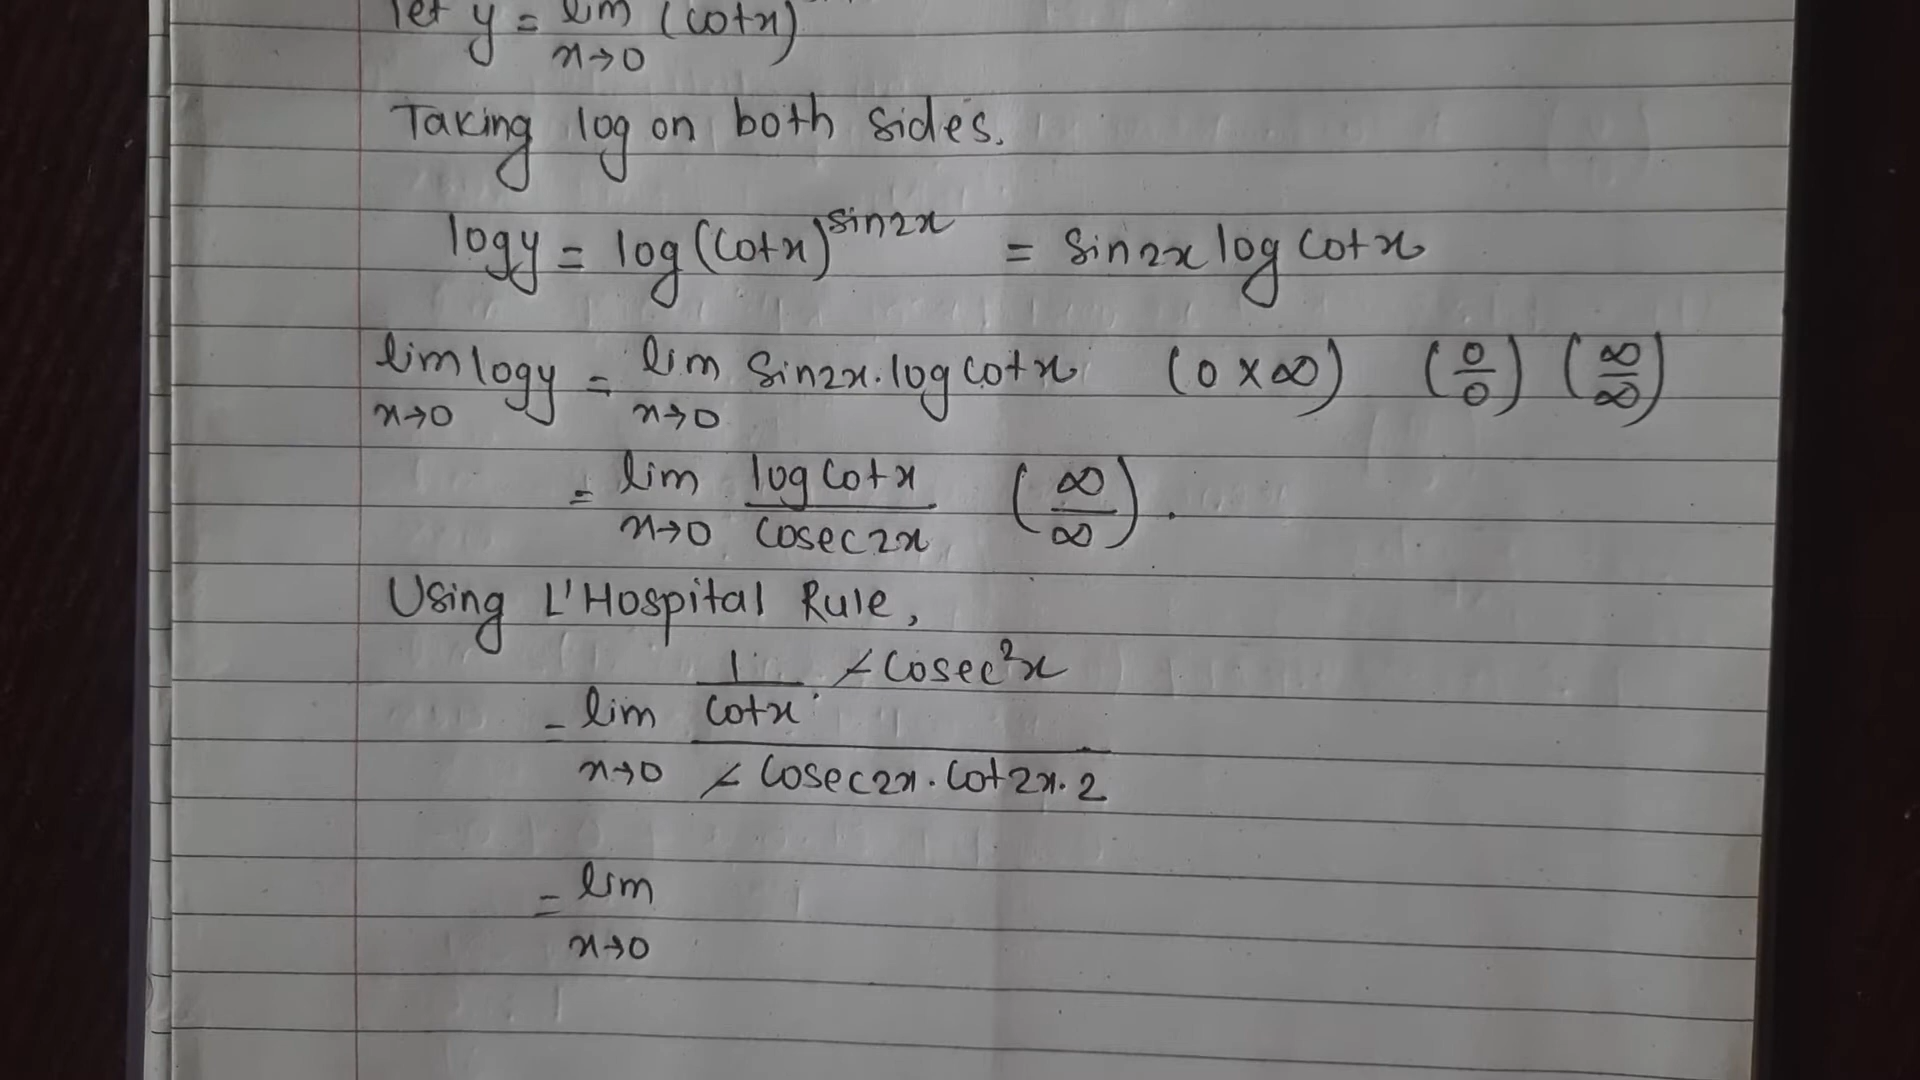 let y = lim (cotx)
x→0
Taking log on both sides.
logy = log(cotx)^sin2x = sin2x log cotx
lim logy = lim sin2x.log cotx (0 × ∞) (0/0) (∞/∞)
x→0 x→0
= lim log cotx / cosec2x (∞/∞).
x→0
Using L'Hospital Rule,
= lim 1/cotx . -cosec²x / -cosec2x.cot2x.2
x→0
= lim
x→0